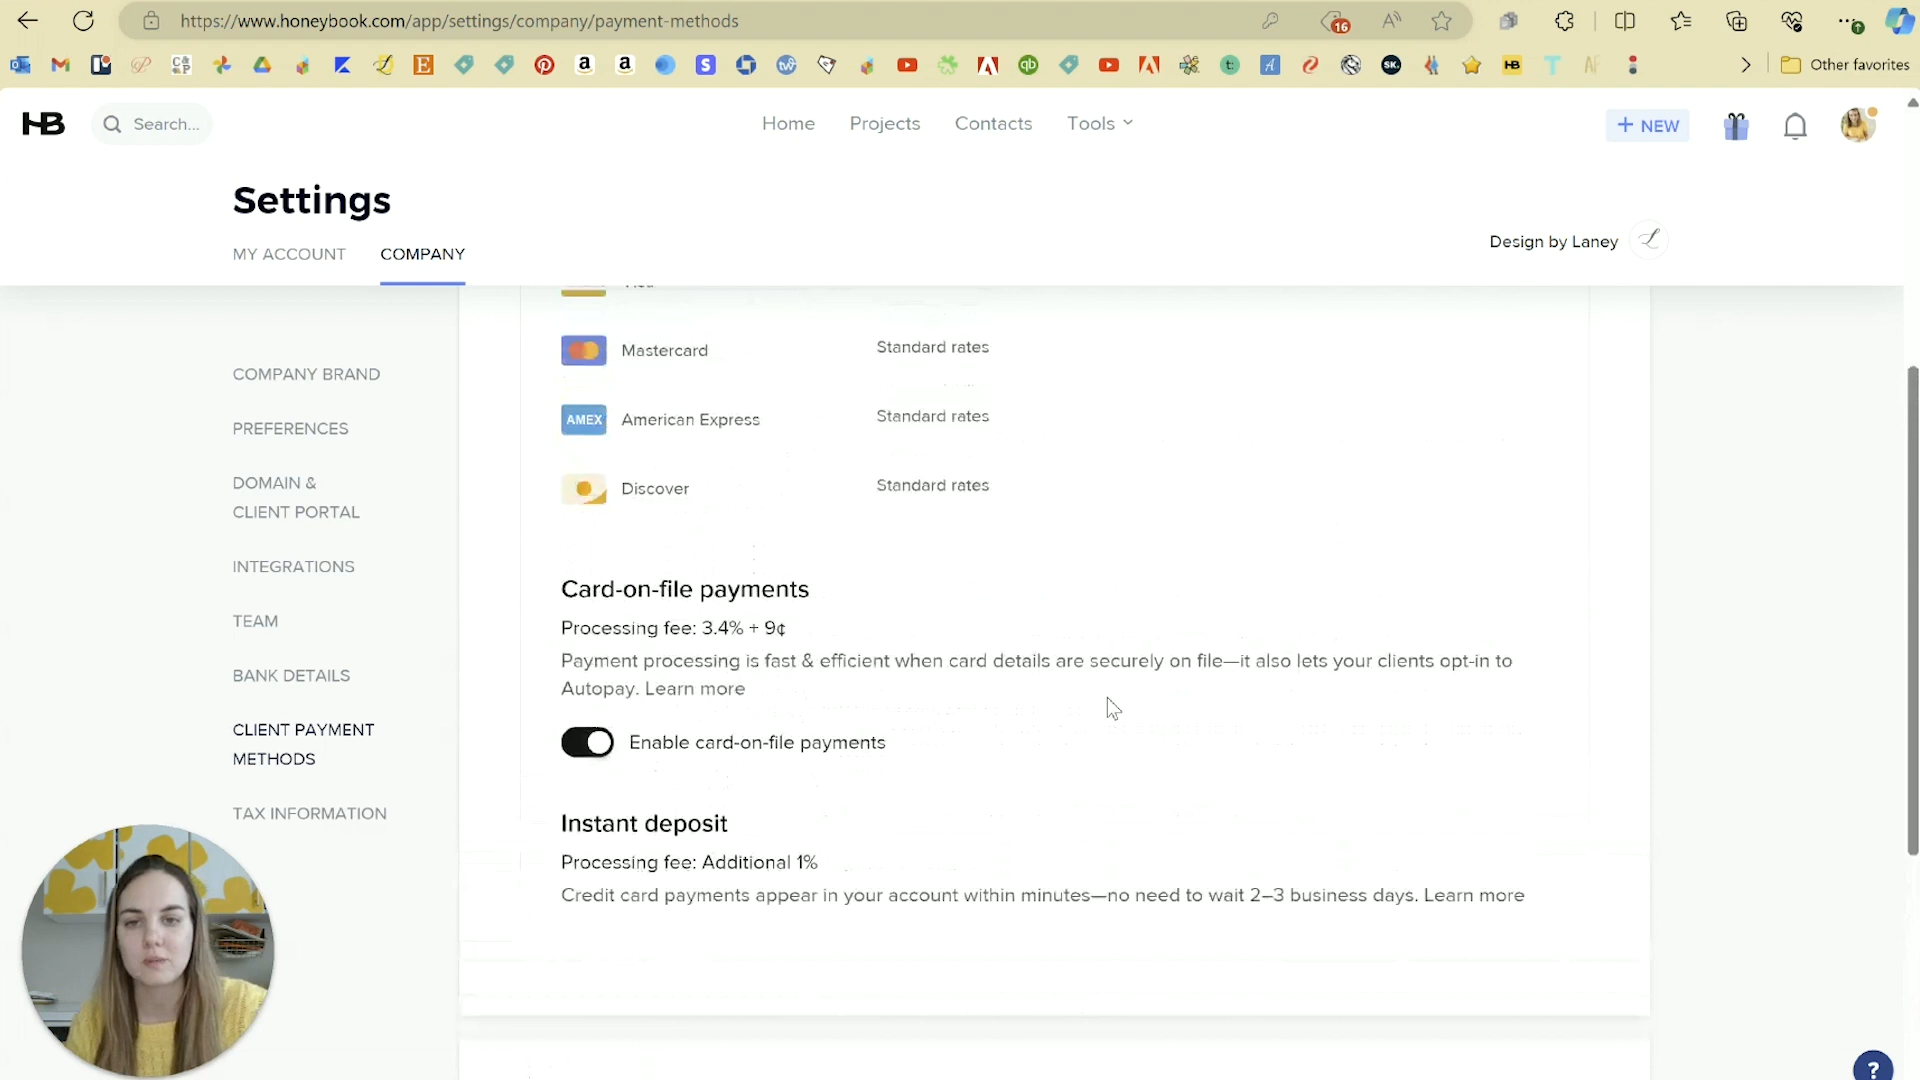 https://www.honeybook.com/app/settings/company/payment-methods
16
Other favorites
HB
Search...
Home
Projects
Contacts
Tools
+ NEW
Settings
MY ACCOUNT
COMPANY
Design by Laney
COMPANY BRAND
PREFERENCES
DOMAIN &
CLIENT PORTAL
INTEGRATIONS
TEAM
BANK DETAILS
CLIENT PAYMENT
METHODS
TAX INFORMATION
Mastercard
Standard rates
AMEX
American Express
Standard rates
Discover
Standard rates
Card-on-file payments
Processing fee: 3.4% + 9¢
Payment processing is fast & efficient when card details are securely on file—it also lets your clients opt-in to
Autopay. Learn more
Enable card-on-file payments
Instant deposit
Processing fee: Additional 1%
Credit card payments appear in your account within minutes—no need to wait 2–3 business days. Learn more
?